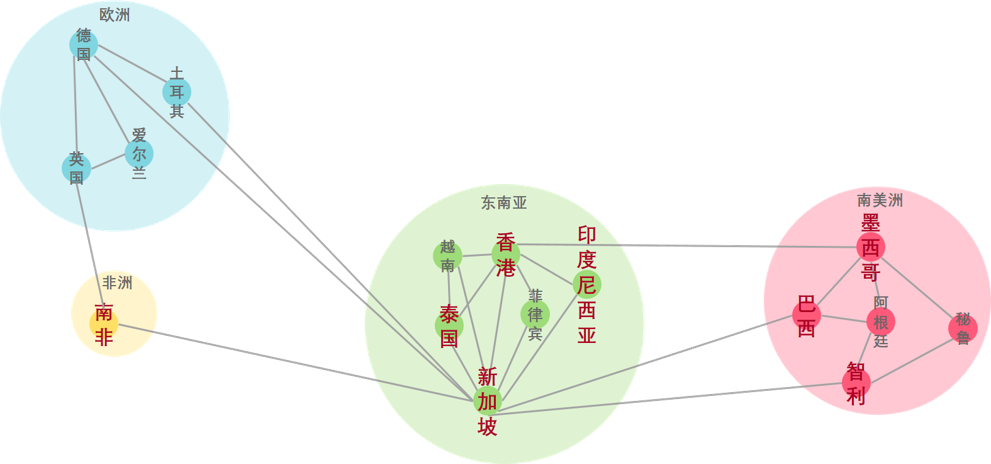 欧洲
德国
土耳其
爱尔兰
英国
非洲
南非
东南亚
越南
香港
印度尼西亚
菲律宾
泰国
新加坡
南美洲
墨西哥
巴西
阿根廷
秘鲁
智利